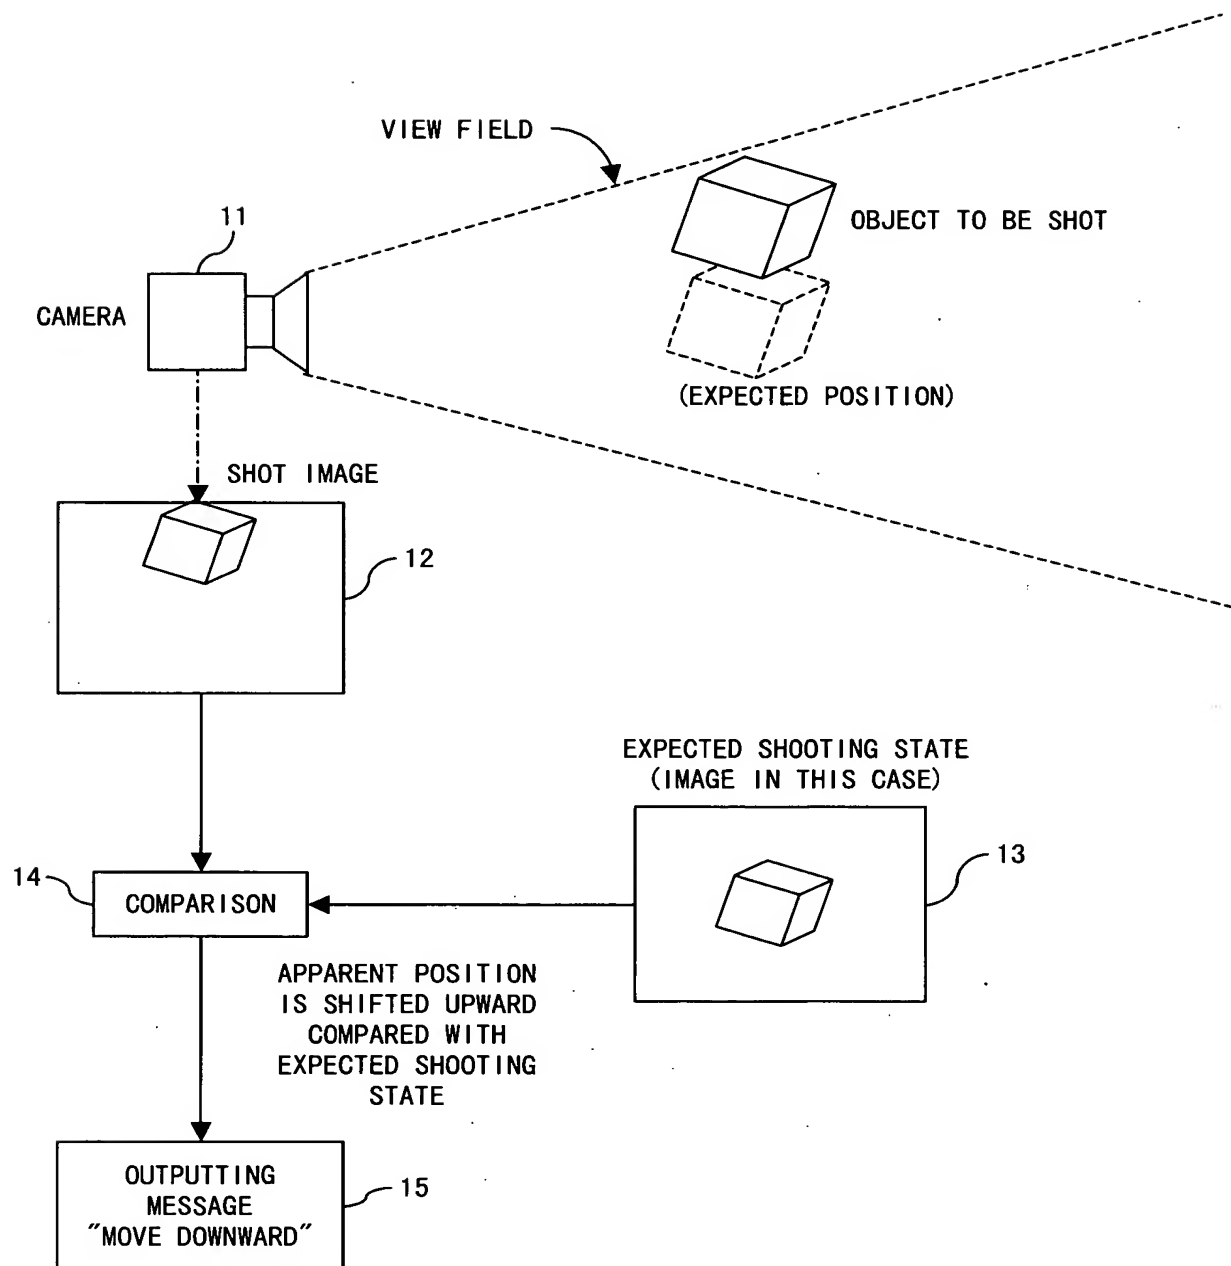 VIEW FIELD
11
OBJECT TO BE SHOT
CAMERA
(EXPECTED POSITION)
SHOT IMAGE
12
EXPECTED SHOOTING STATE
(IMAGE IN THIS CASE)
13
14
COMPARISON
APPARENT POSITION
IS SHIFTED UPWARD
COMPARED WITH
EXPECTED SHOOTING
STATE
OUTPUTTING
MESSAGE
"MOVE DOWNWARD"
15